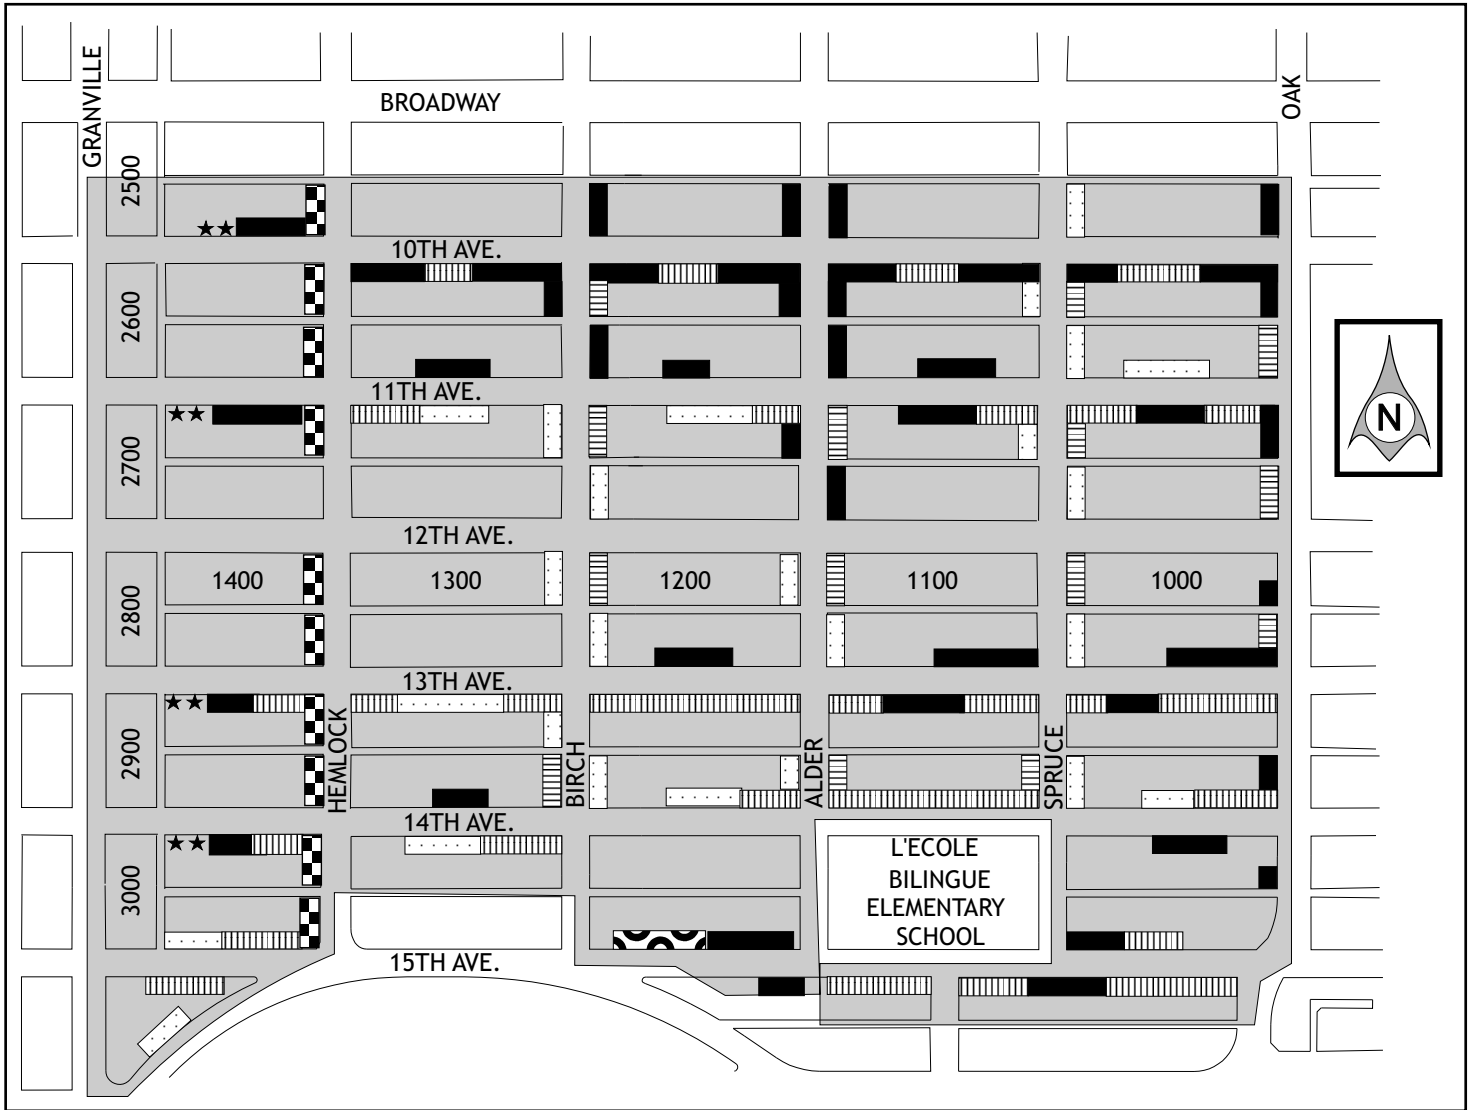 GRANVILLE
BROADWAY
OAK
2500
10TH AVE.
2600
11TH AVE.
2700
N
12TH AVE.
2800
1400
1300
1200
1100
1000
13TH AVE.
2900
HEMLOCK
BIRCH
ALDER
SPRUCE
14TH AVE.
3000
L'ECOLE
BILINGUE
ELEMENTARY
SCHOOL
15TH AVE.